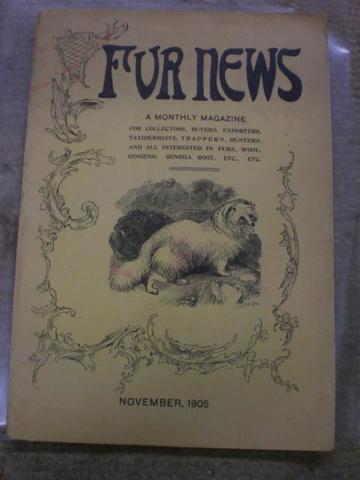 FUR NEWS
A MONTHLY MAGAZINE
FOR COLLECTORS, BUYERS, EXPORTERS,
TAXIDERMISTS, TRAPPERS, HUNTERS,
AND ALL INTERESTED IN FURS, WOOL,
GINSENG, SENEGA ROOT, ETC., ETC.
NOVEMBER, 1905